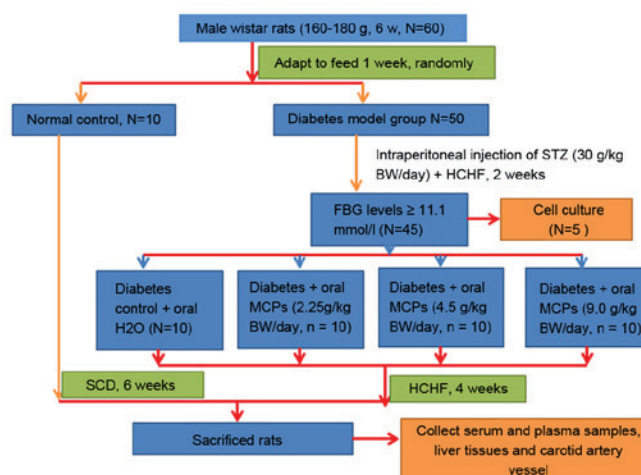 Male wistar rats (160-180 g, 6 w, N=60)
Adapt to feed 1 week, randomly
Normal control, N=10
Diabetes model group N=50
Intraperitoneal injection of STZ (30 g/kg
BW/day) + HCHF, 2 weeks
FBG levels ≥ 11.1
mmol/l (N=45)
Cell culture
(N=5 )
Diabetes
control + oral
H2O (N=10)
Diabetes + oral
MCPs (2.25g/kg
BW/day, n = 10)
Diabetes + oral
MCPs (4.5 g/kg
BW/day, n = 10)
Diabetes + oral
MCPs (9.0 g/kg
BW/day, n = 10)
SCD, 6 weeks
HCHF, 4 weeks
Sacrificed rats
Collect serum and plasma samples,
liver tissues and carotid artery
vessel